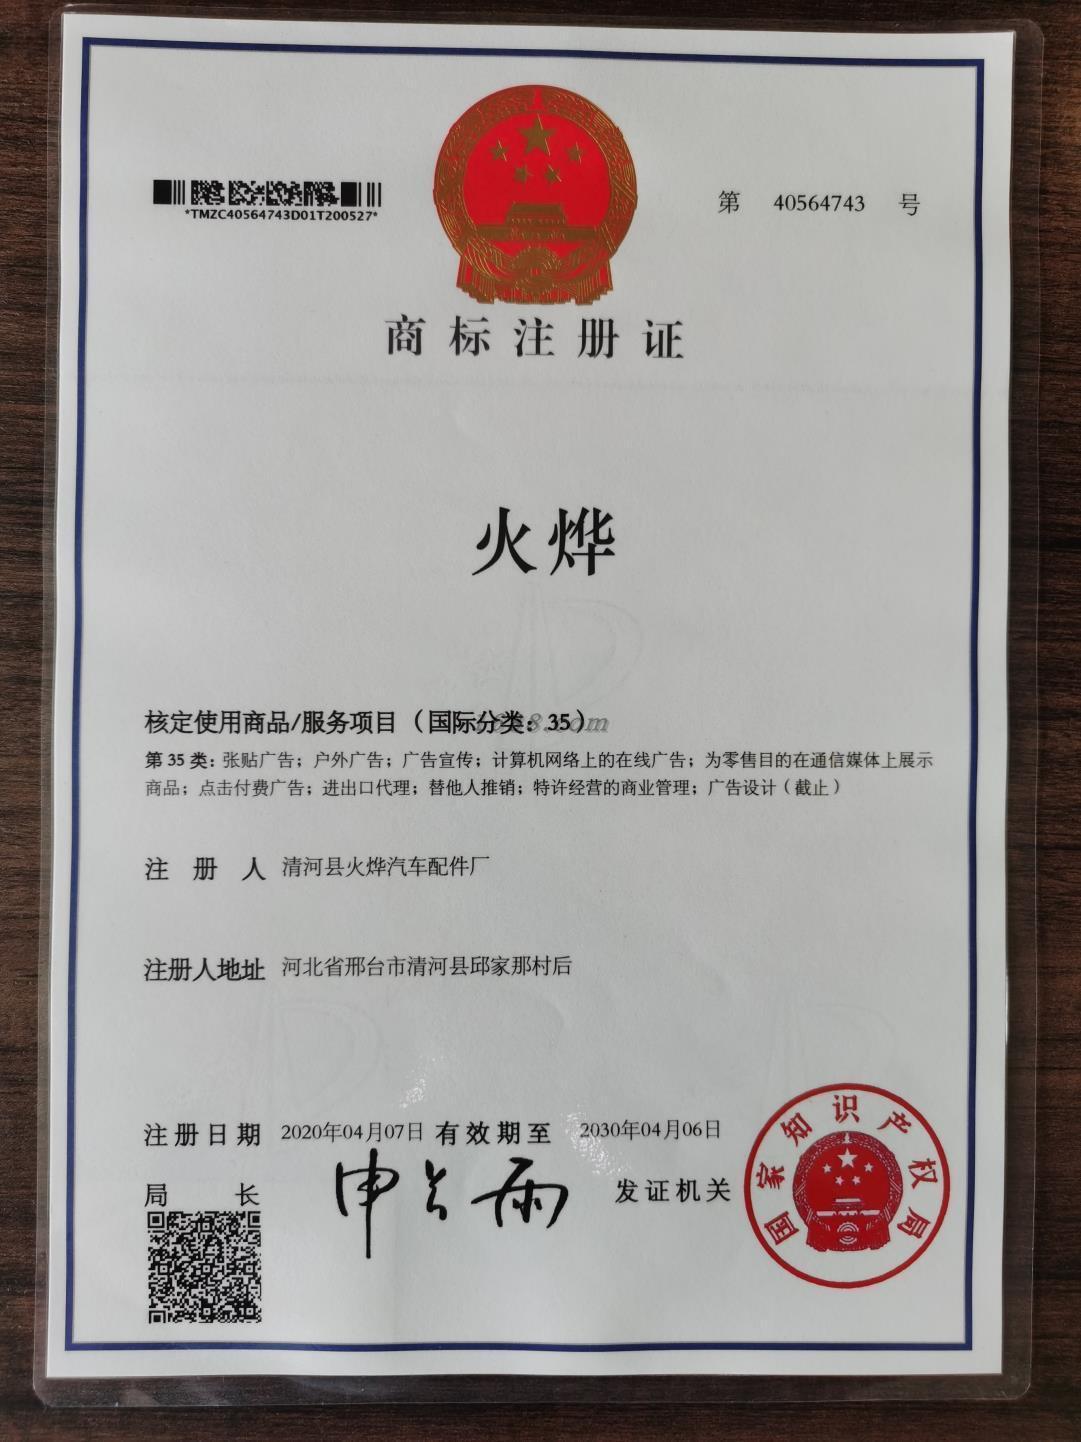 *TMZC40564743D01T200527*
第 40564743 号
商标注册证
火烨
核定使用商品/服务项目（国际分类：35）
第 35 类：张贴广告；户外广告；广告宣传；计算机网络上的在线广告；为零售目的在通信媒体上展示
商品；点击付费广告；进出口代理；替他人推销；特许经营的商业管理；广告设计（截止）
注册人 清河县火烨汽车配件厂
注册人地址 河北省邢台市清河县邱家那村后
注册日期 2020年04月07日 有效期至 2030年04月06日
局长 申长雨 发证机关
国家知识产权局